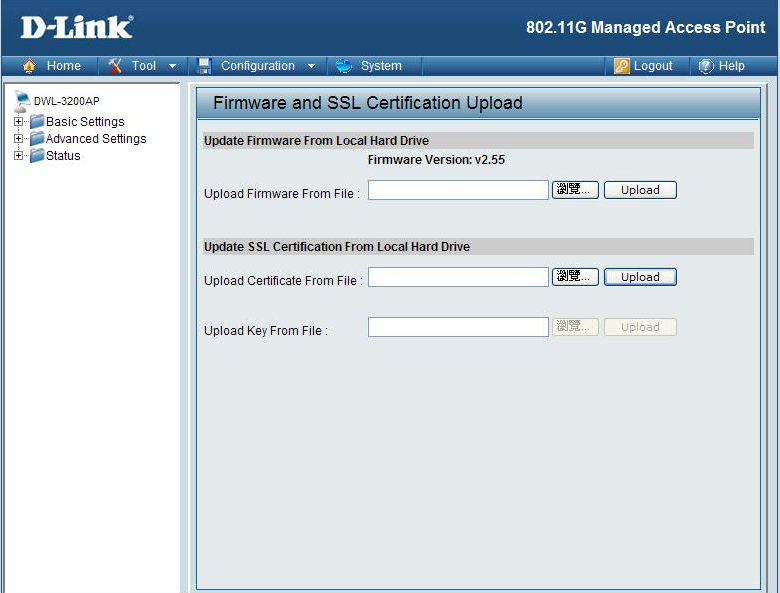 D-Link
802.11G Managed Access Point
Home Tool Configuration System Logout Help
DWL-3200AP
Basic Settings
Advanced Settings
Status
Firmware and SSL Certification Upload
Update Firmware From Local Hard Drive
Firmware Version: v2.55
Upload Firmware From File : 瀏覽... Upload
Update SSL Certification From Local Hard Drive
Upload Certificate From File : 瀏覽... Upload
Upload Key From File : 瀏覽... Upload